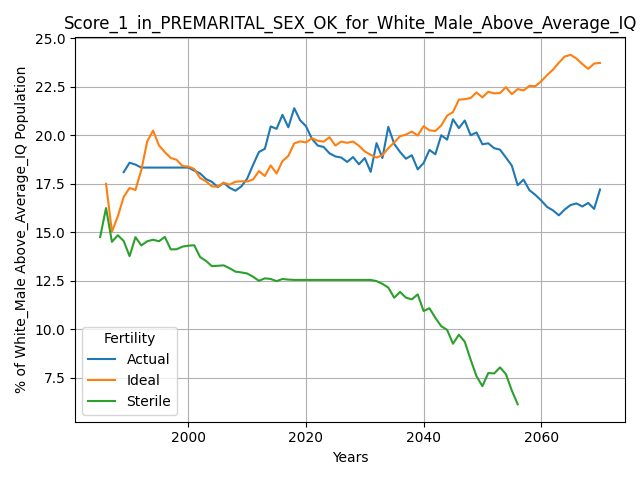 Score_1_in_PREMARITAL_SEX_OK_for_White_Male_Above_Average_IQ
% of White_Male Above_Average_IQ Population
25.0
22.5
20.0
17.5
15.0
12.5
10.0
7.5
Fertility
Actual
Ideal
Sterile
2000
2020
2040
2060
Years